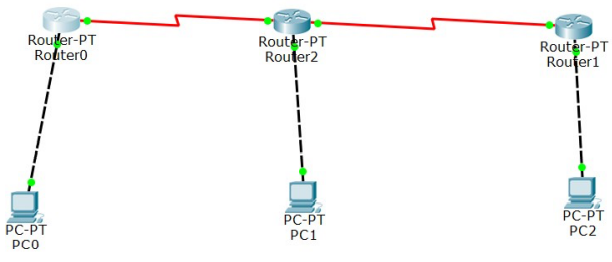 Router-PT
Router0
Router-PT
Router2
Router-PT
Router1
PC-PT
PC0
PC-PT
PC1
PC-PT
PC2